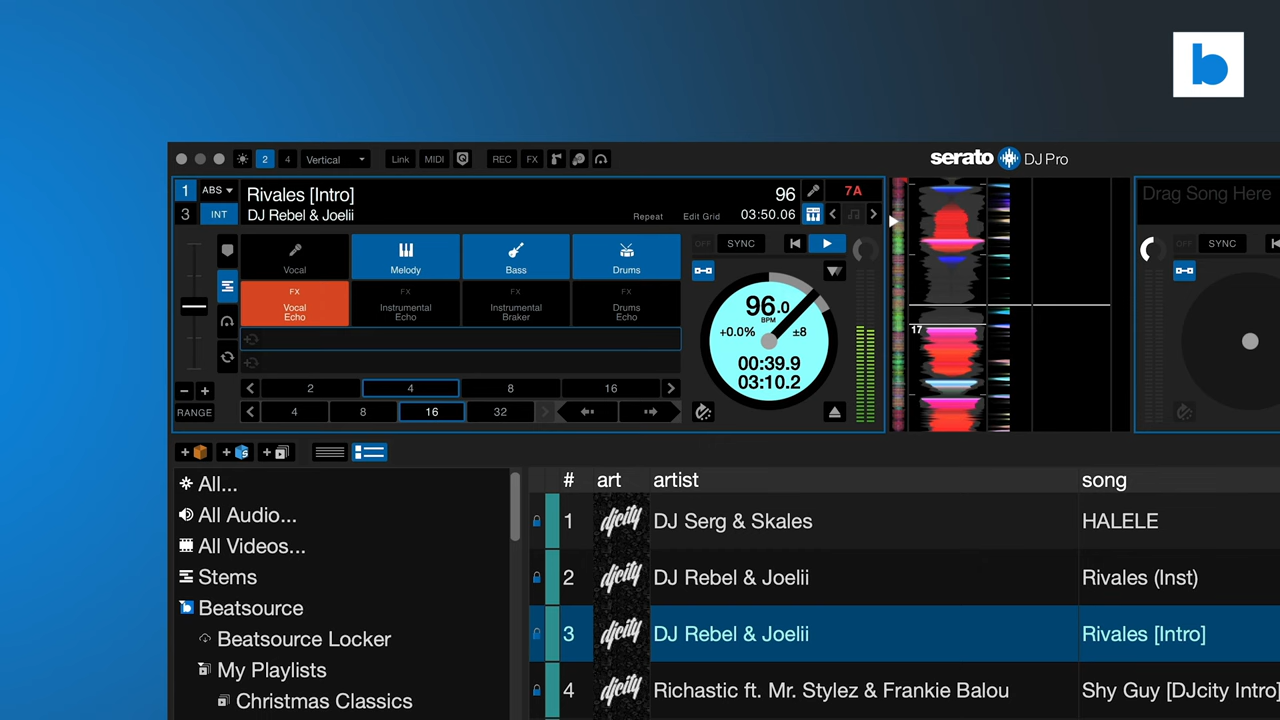 b
2 4 Vertical Link MIDI REC FX
serato DJ Pro
1 ABS Rivales [Intro] 96 7A
3 INT DJ Rebel & Joelii Repeat Edit Grid 03:50.06
Drag Song Here
Vocal Melody Bass Drums
OFF SYNC
OFF SYNC
FX FX FX FX
Vocal Echo Instrumental Echo Instrumental Braker Drums Echo
96.0
BPM
+0.0% ±8
00:39.9
03:10.2
17
- + 2 4 8 16
RANGE 4 8 16 32
All...
All Audio...
All Videos...
Stems
Beatsource
Beatsource Locker
My Playlists
Christmas Classics
# art artist song
1 djcity DJ Serg & Skales HALELE
2 djcity DJ Rebel & Joelii Rivales (Inst)
3 djcity DJ Rebel & Joelii Rivales [Intro]
4 djcity Richastic ft. Mr. Stylez & Frankie Balou Shy Guy [DJcity Intro]